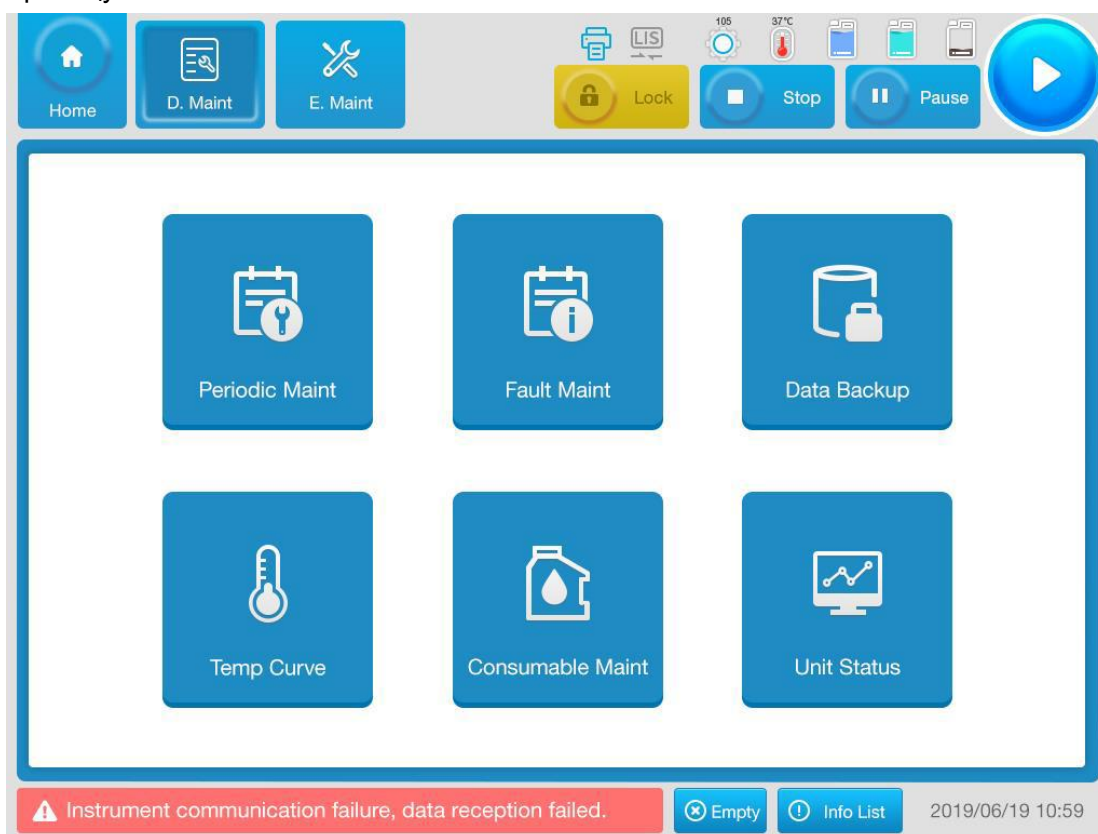 105 37℃
LIS
Home D. Maint E. Maint Lock Stop Pause
Periodic Maint Fault Maint Data Backup
Temp Curve Consumable Maint Unit Status
Instrument communication failure, data reception failed. Empty Info List 2019/06/19 10:59